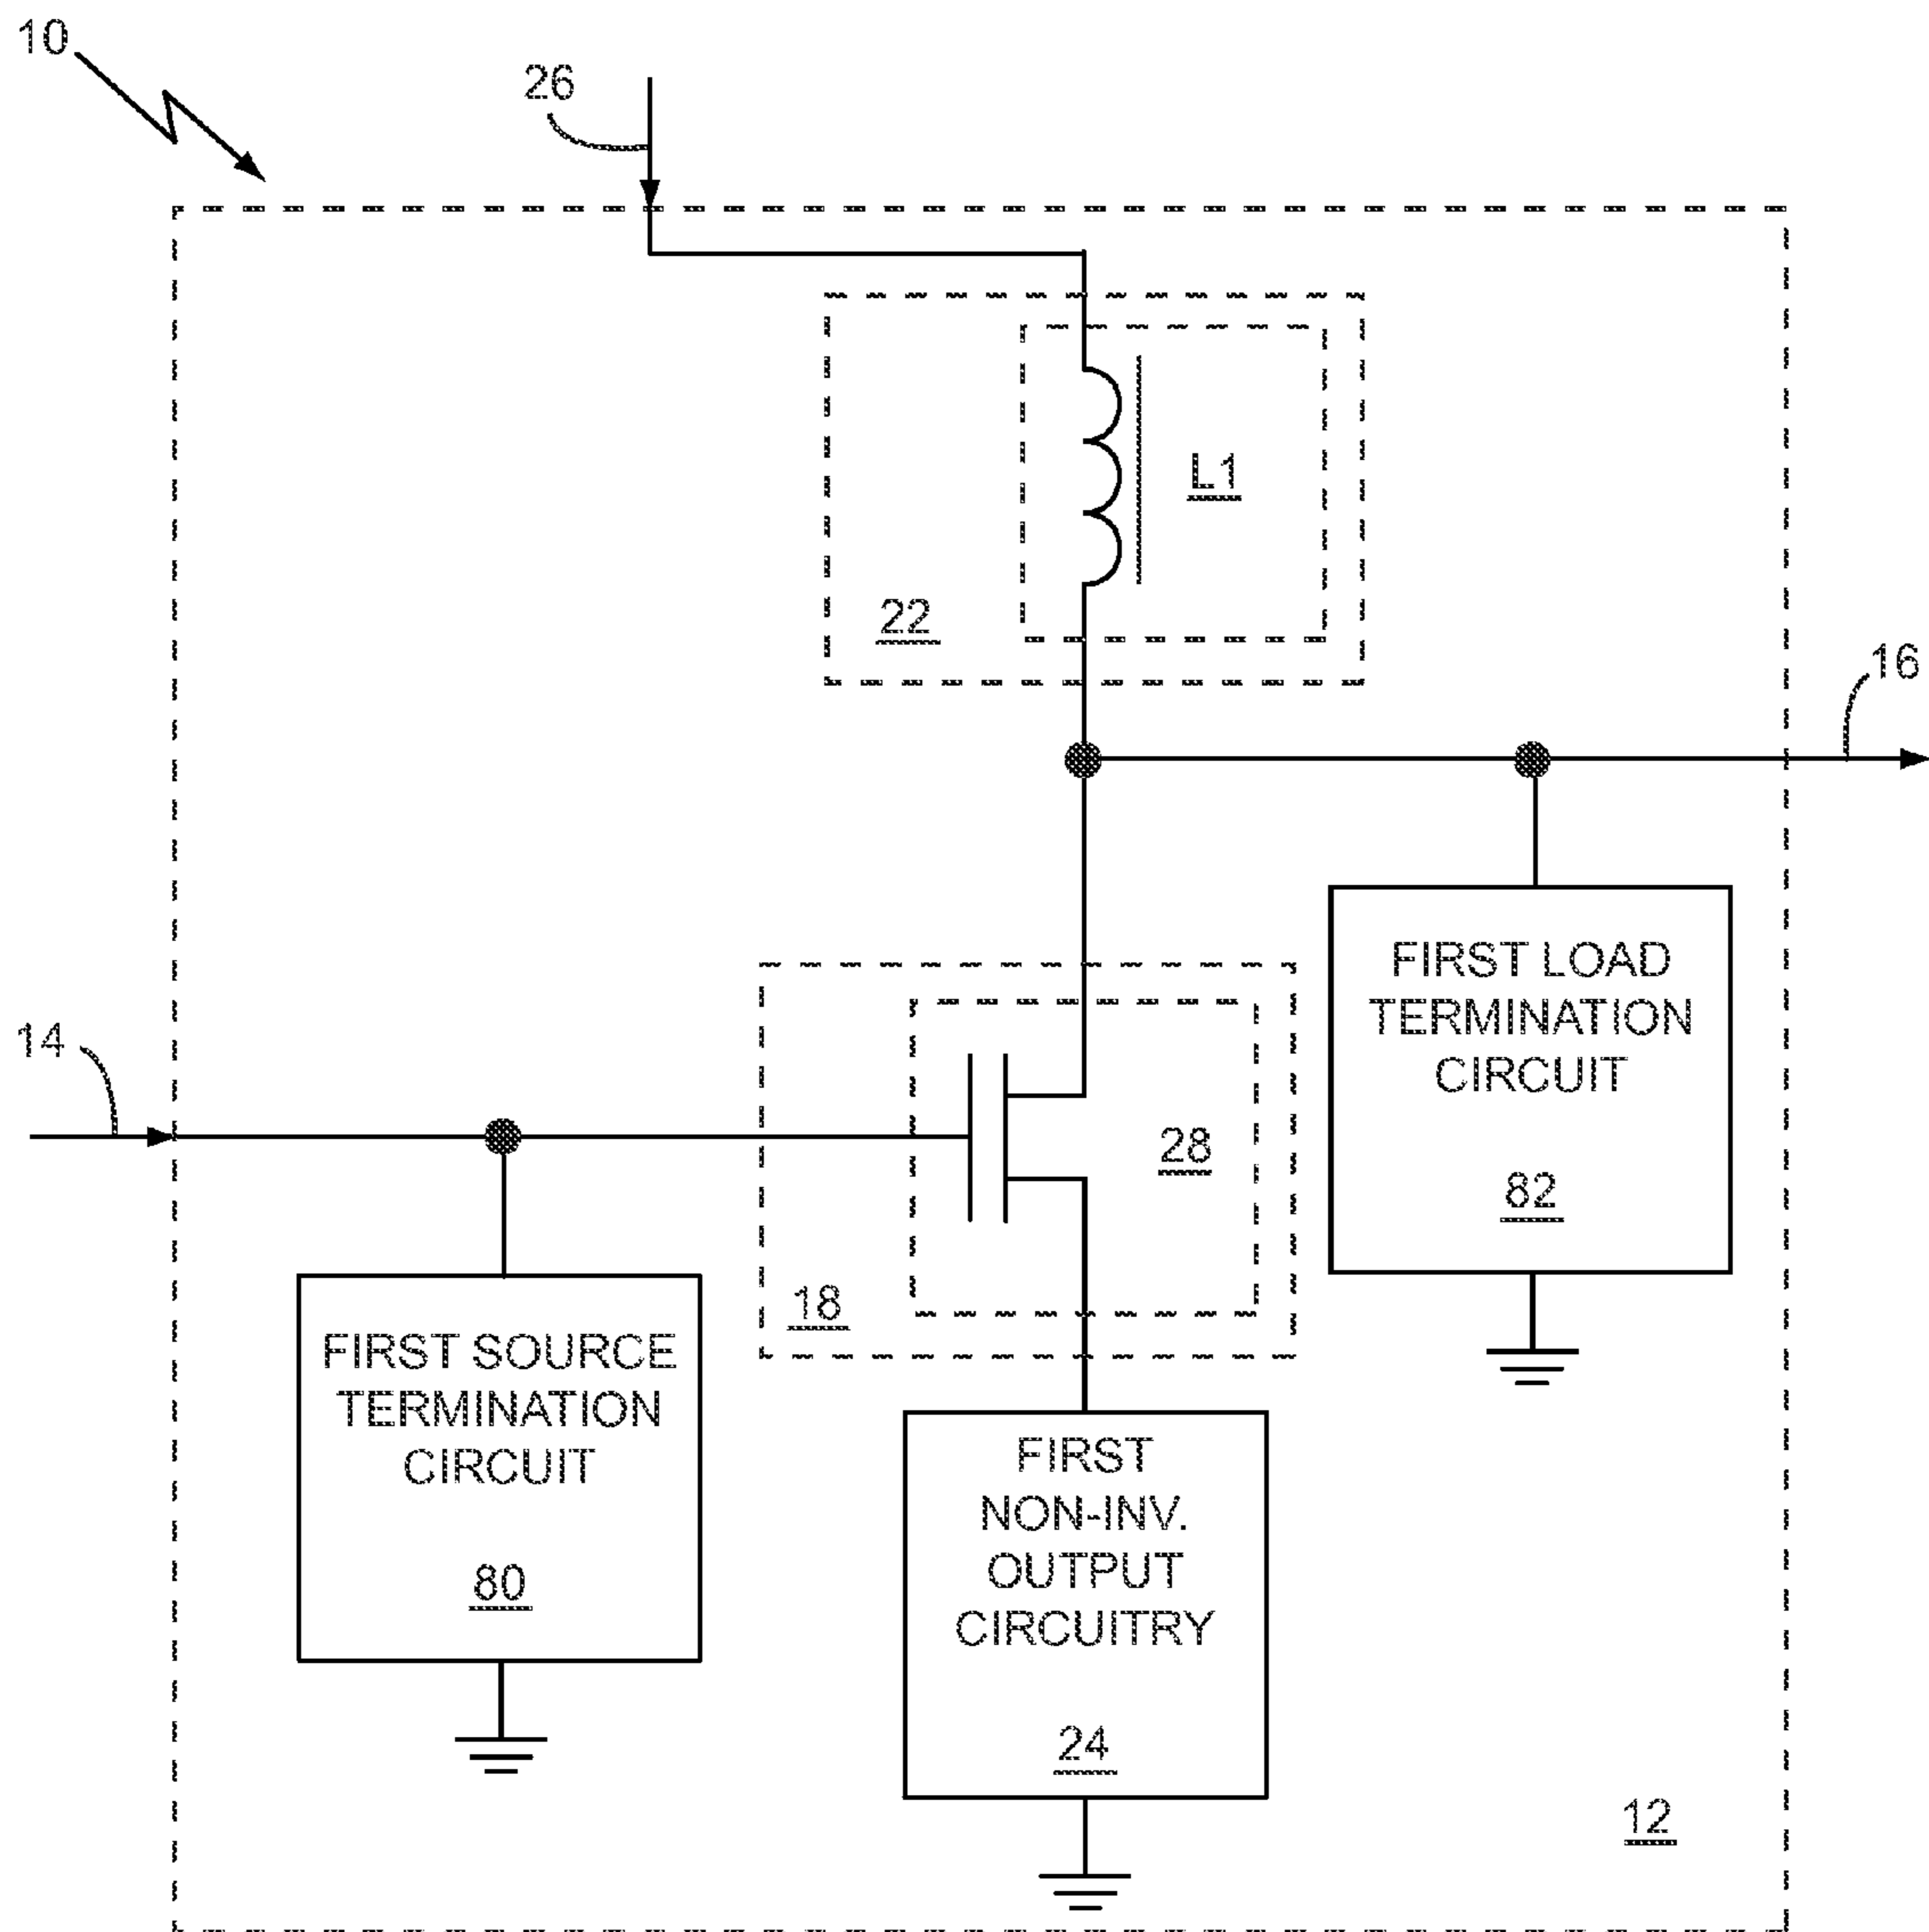 10
26
L1
22
16
FIRST LOAD
TERMINATION
CIRCUIT
82
14
28
18
FIRST SOURCE
TERMINATION
CIRCUIT
80
FIRST
NON-INV.
OUTPUT
CIRCUITRY
24
12